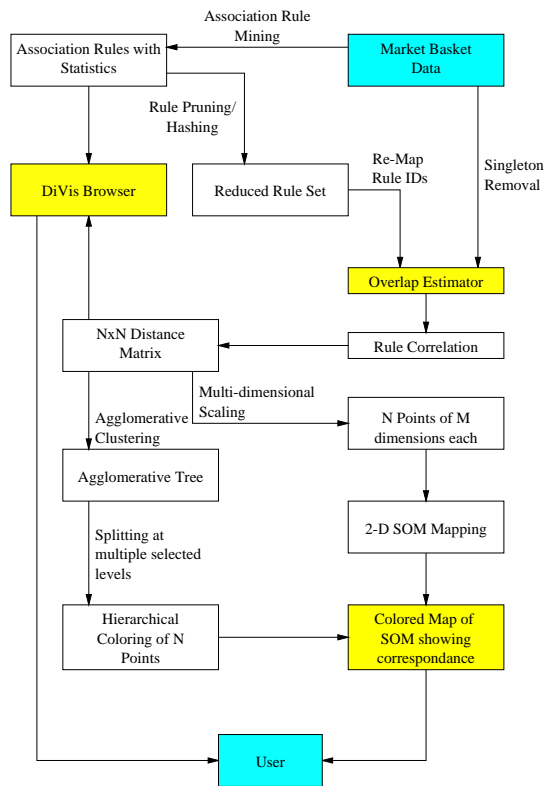 Association Rule
Mining
Association Rules with
Statistics
Market Basket
Data
Rule Pruning/
Hashing
Re-Map
Rule IDs
Singleton
Removal
DiVis Browser
Reduced Rule Set
Overlap Estimator
NxN Distance
Matrix
Rule Correlation
Multi-dimensional
Scaling
Agglomerative
Clustering
N Points of M
dimensions each
Agglomerative Tree
2-D SOM Mapping
Splitting at
multiple selected
levels
Hierarchical
Coloring of N
Points
Colored Map of
SOM showing
correspondance
User